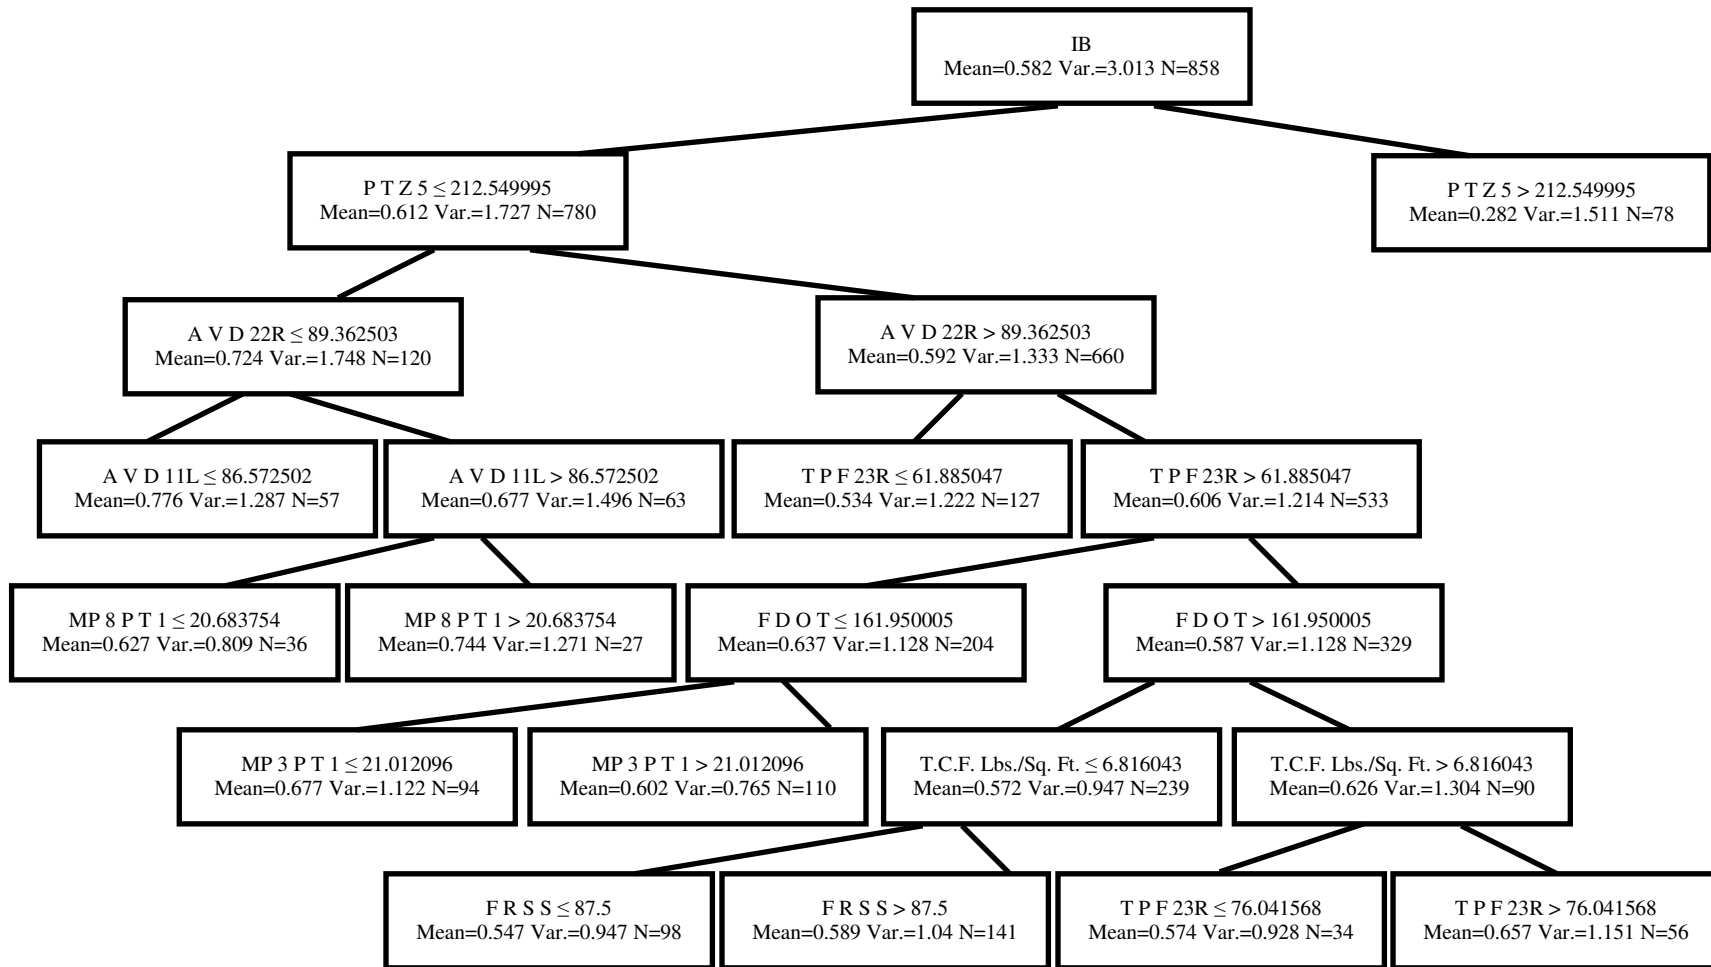 IB
Mean=0.582 Var.=3.013 N=858
P T Z 5 ≤ 212.549995
Mean=0.612 Var.=1.727 N=780
P T Z 5 > 212.549995
Mean=0.282 Var.=1.511 N=78
A V D 22R ≤ 89.362503
Mean=0.724 Var.=1.748 N=120
A V D 22R > 89.362503
Mean=0.592 Var.=1.333 N=660
A V D 11L ≤ 86.572502
Mean=0.776 Var.=1.287 N=57
A V D 11L > 86.572502
Mean=0.677 Var.=1.496 N=63
T P F 23R ≤ 61.885047
Mean=0.534 Var.=1.222 N=127
T P F 23R > 61.885047
Mean=0.606 Var.=1.214 N=533
MP 8 P T 1 ≤ 20.683754
Mean=0.627 Var.=0.809 N=36
MP 8 P T 1 > 20.683754
Mean=0.744 Var.=1.271 N=27
F D O T ≤ 161.950005
Mean=0.637 Var.=1.128 N=204
F D O T > 161.950005
Mean=0.587 Var.=1.128 N=329
MP 3 P T 1 ≤ 21.012096
Mean=0.677 Var.=1.122 N=94
MP 3 P T 1 > 21.012096
Mean=0.602 Var.=0.765 N=110
T.C.F. Lbs./Sq. Ft. ≤ 6.816043
Mean=0.572 Var.=0.947 N=239
T.C.F. Lbs./Sq. Ft. > 6.816043
Mean=0.626 Var.=1.304 N=90
F R S S ≤ 87.5
Mean=0.547 Var.=0.947 N=98
F R S S > 87.5
Mean=0.589 Var.=1.04 N=141
T P F 23R ≤ 76.041568
Mean=0.574 Var.=0.928 N=34
T P F 23R > 76.041568
Mean=0.657 Var.=1.151 N=56